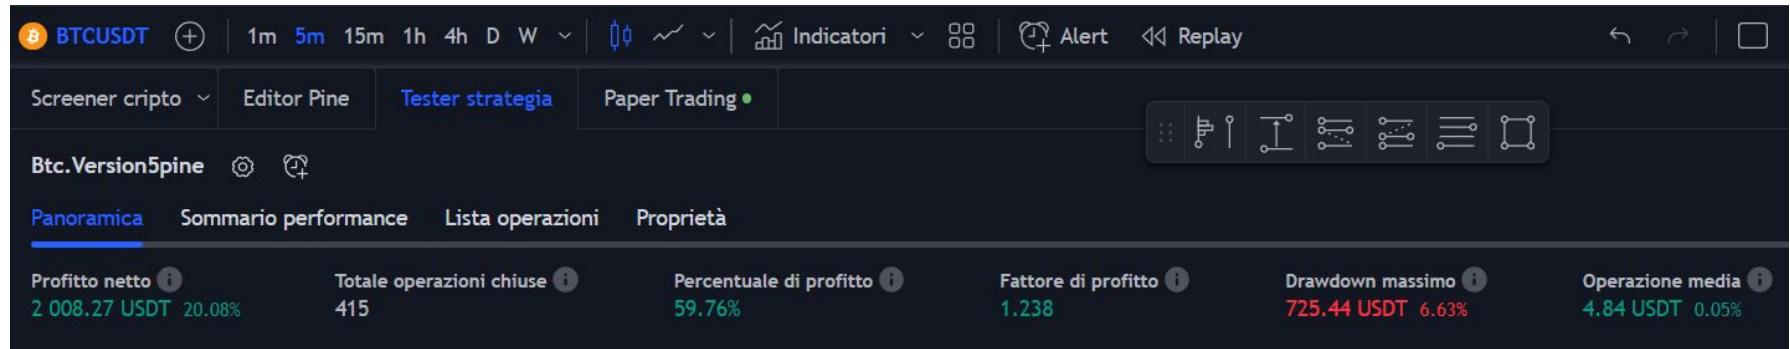 BTCUSDT 1m 5m 15m 1h 4h D W Indicatori Alert Replay
Screener cripto Editor Pine Tester strategia Paper Trading
Btc.Version5pine
Panoramica Sommario performance Lista operazioni Proprietà
Profitto netto Totale operazioni chiuse Percentuale di profitto Fattore di profitto Drawdown massimo Operazione media
2 008.27 USDT 20.08% 415 59.76% 1.238 725.44 USDT 6.63% 4.84 USDT 0.05%